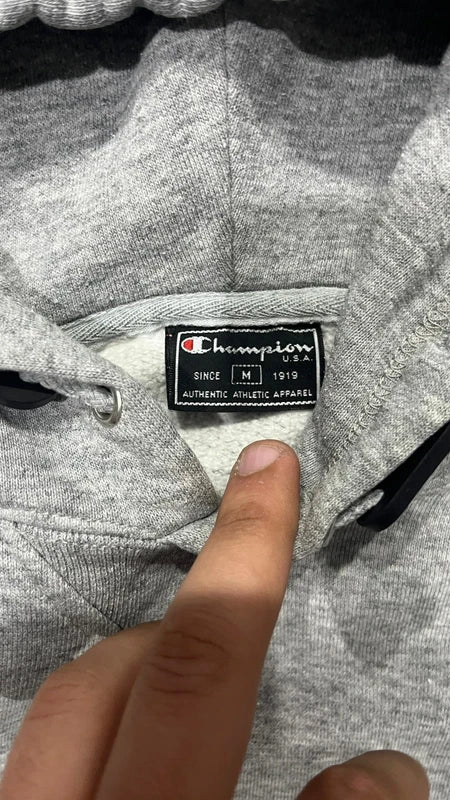 Champion
U.S.A.
SINCE M 1919
AUTHENTIC ATHLETIC APPAREL